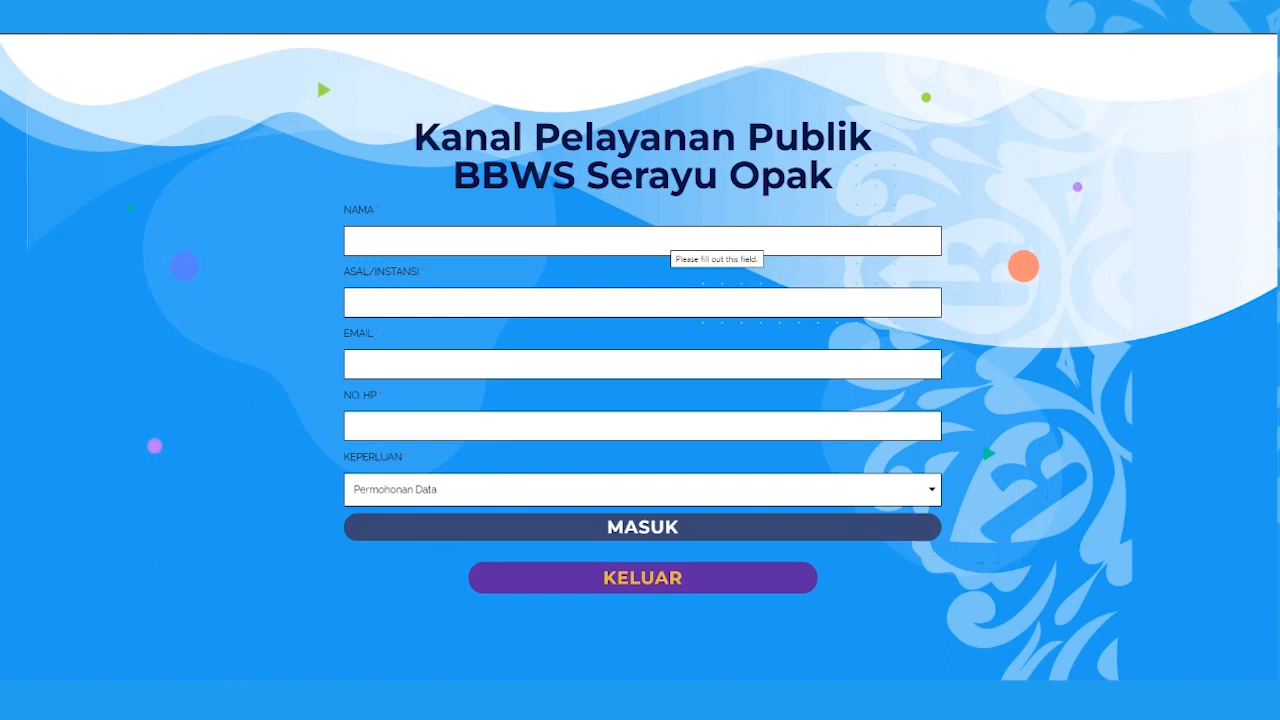 Kanal Pelayanan Publik
BBWS Serayu Opak
NAMA *
Please fill out this field.
ASAL/INSTANSI *
EMAIL *
NO. HP *
KEPERLUAN *
Permohonan Data
MASUK
KELUAR